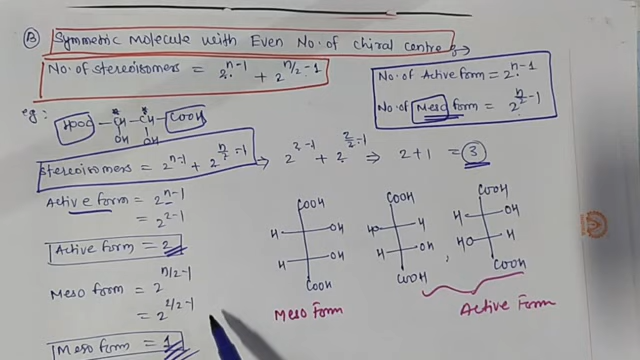 B Symmetric molecule with Even No. of chiral centre
No. of stereoisomers = 2^(n-1) + 2^(n/2-1)
No. of Active form = 2^(n-1)
No. of Meso form = 2^(n/2-1)
eg: HOOC - *CH - *CH - COOH
OH OH
Stereoisomers = 2^(n-1) + 2^(n/2-1) → 2^(2-1) + 2^(2/2-1) ⇒ 2+1 = 3
Active form = 2^(n-1)
= 2^(2-1)
Active form = 2
Meso form = 2^(n/2-1)
= 2^(2/2-1)
Meso form = 1
COOH
H OH
H OH
COOH
Meso form
COOH
HO H
H OH
COOH
,
COOH
H OH
HO H
COOH
Active Form